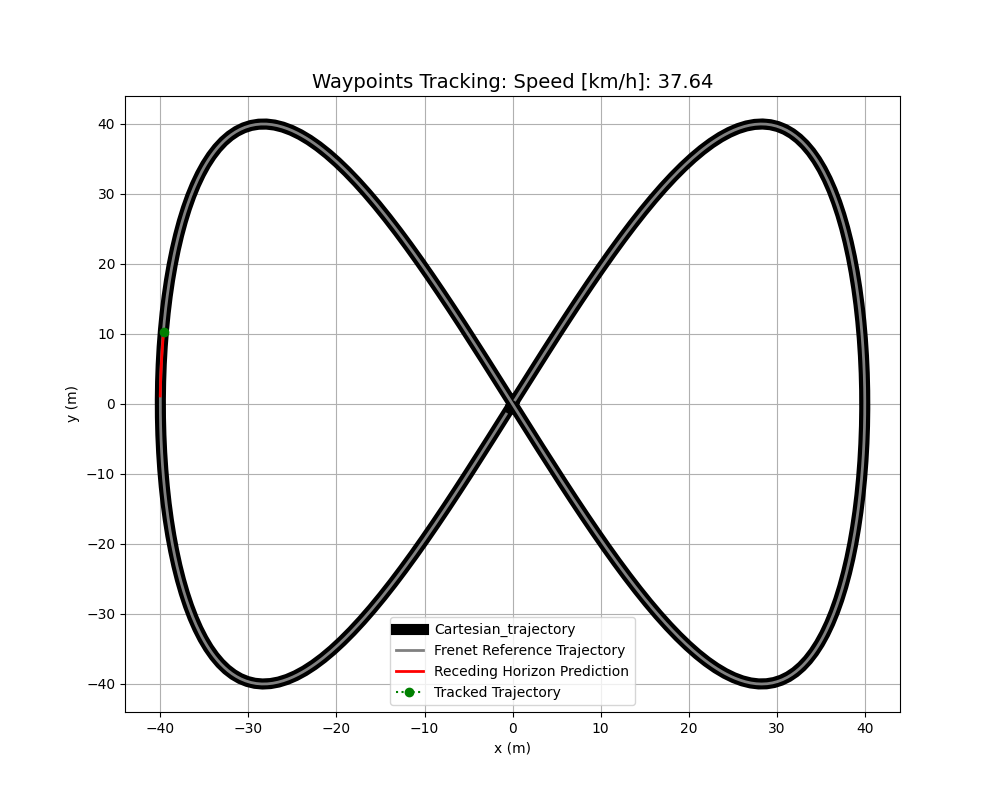 Waypoints Tracking: Speed [km/h]: 37.64
40
30
20
10
0
−10
−20
−30
−40
y (m)
Cartesian_trajectory
Frenet Reference Trajectory
Receding Horizon Prediction
Tracked Trajectory
−40 −30 −20 −10 0 10 20 30 40
x (m)